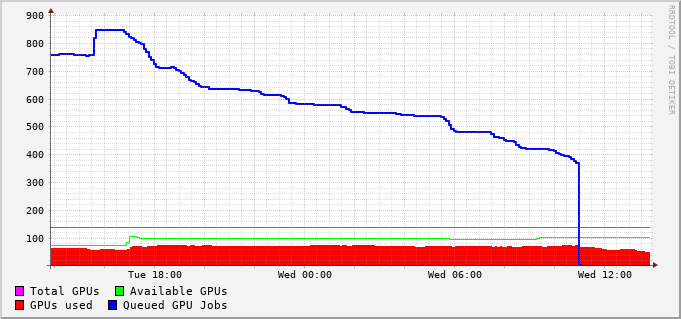 900
800
700
600
500
400
300
200
100
Tue 18:00 Wed 00:00 Wed 06:00 Wed 12:00
Total GPUs Available GPUs
GPUs used Queued GPU Jobs
RRDTOOL / TOBI OETIKER